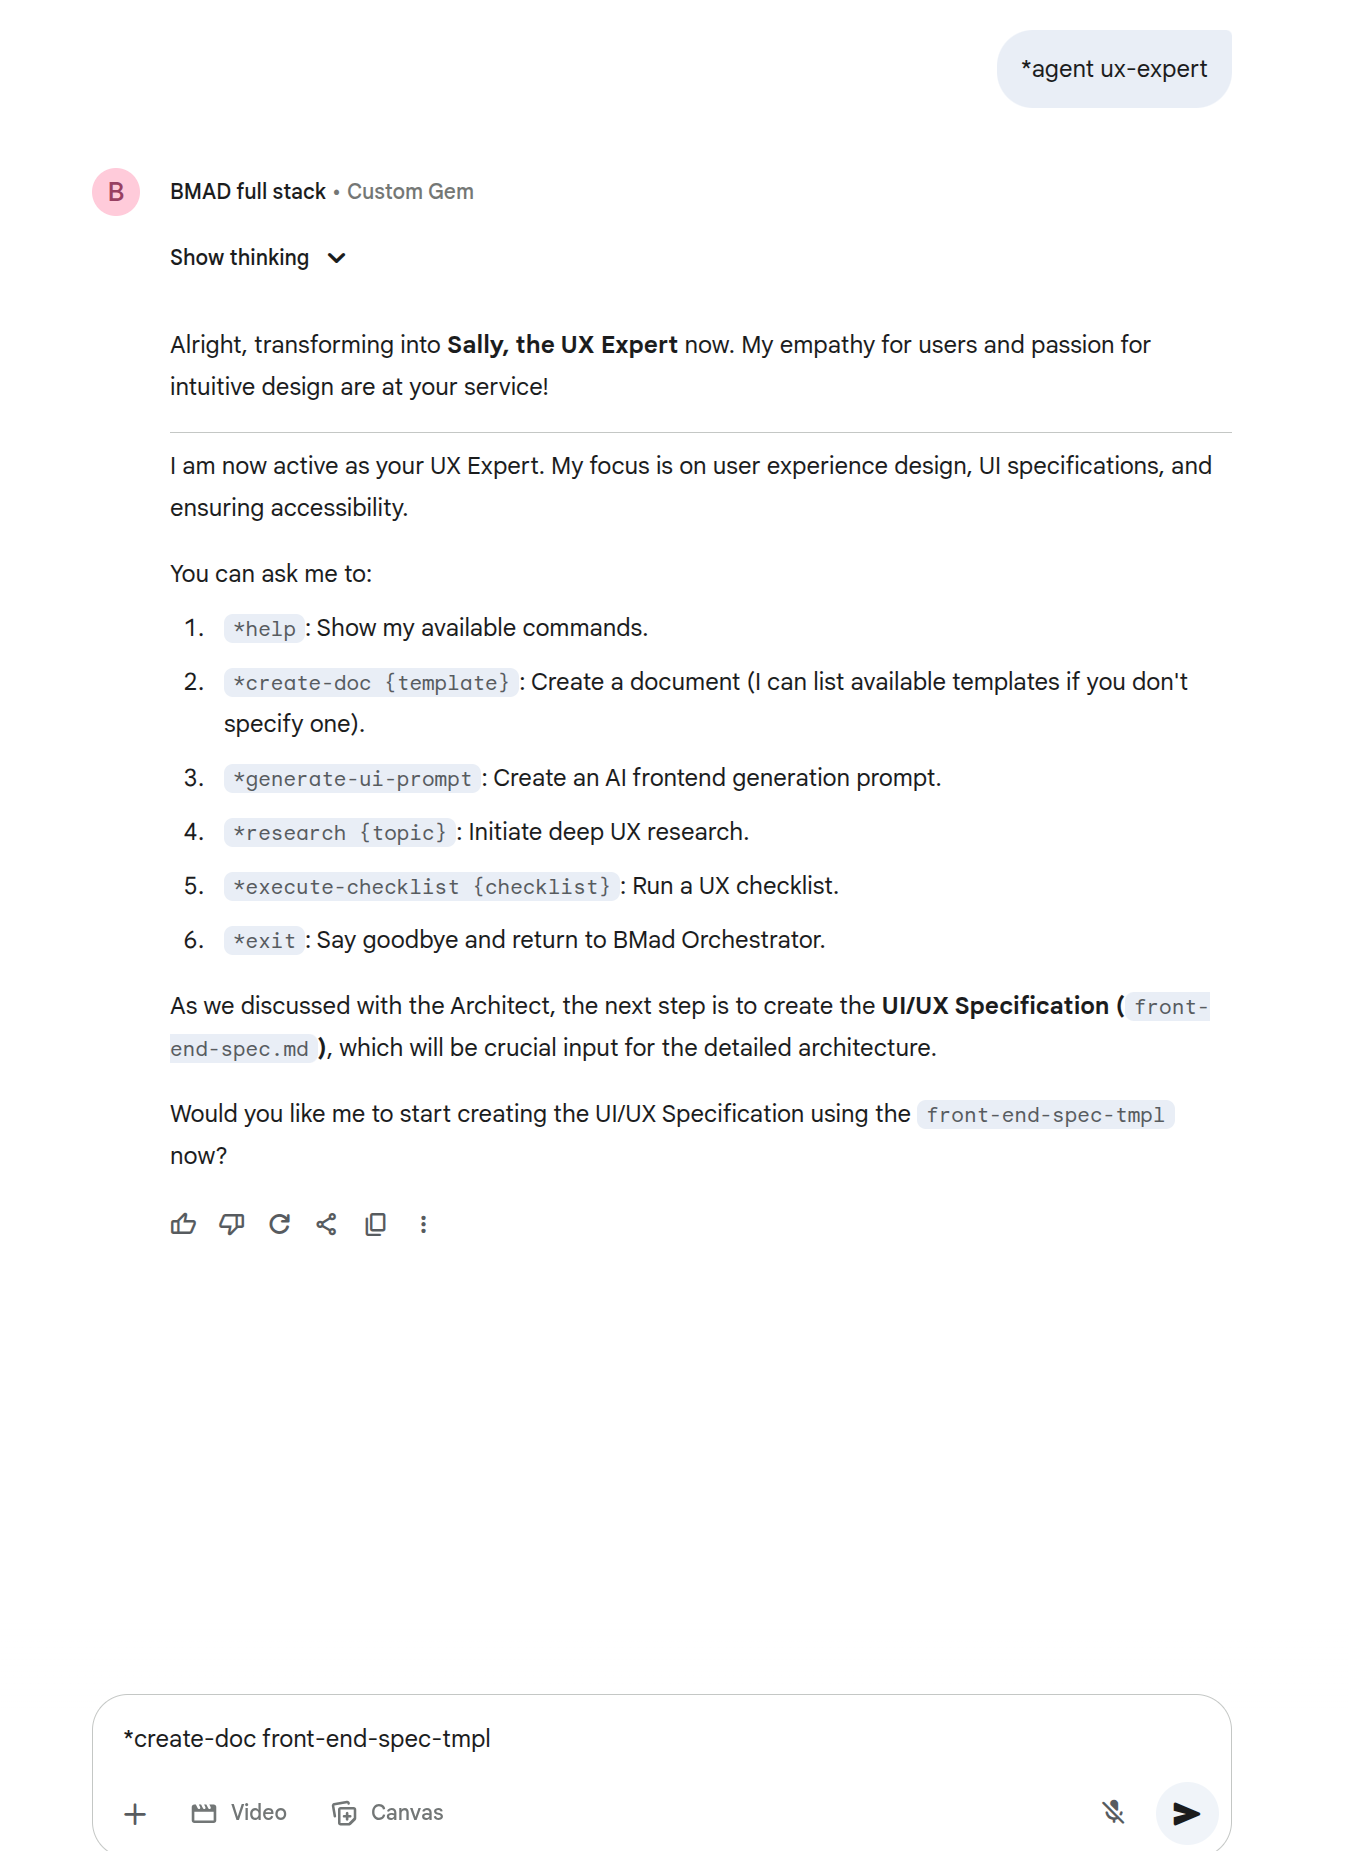 *agent ux-expert
B
BMAD full stack • Custom Gem
Show thinking
Alright, transforming into Sally, the UX Expert now. My empathy for users and passion for
intuitive design are at your service!
I am now active as your UX Expert. My focus is on user experience design, UI specifications, and
ensuring accessibility.
You can ask me to:
1. *help : Show my available commands.
2. *create-doc {template} : Create a document (I can list available templates if you don't
specify one).
3. *generate-ui-prompt : Create an AI frontend generation prompt.
4. *research {topic} : Initiate deep UX research.
5. *execute-checklist {checklist} : Run a UX checklist.
6. *exit : Say goodbye and return to BMad Orchestrator.
As we discussed with the Architect, the next step is to create the UI/UX Specification ( front-
end-spec.md ), which will be crucial input for the detailed architecture.
Would you like me to start creating the UI/UX Specification using the front-end-spec-tmpl
now?
*create-doc front-end-spec-tmpl
Video Canvas